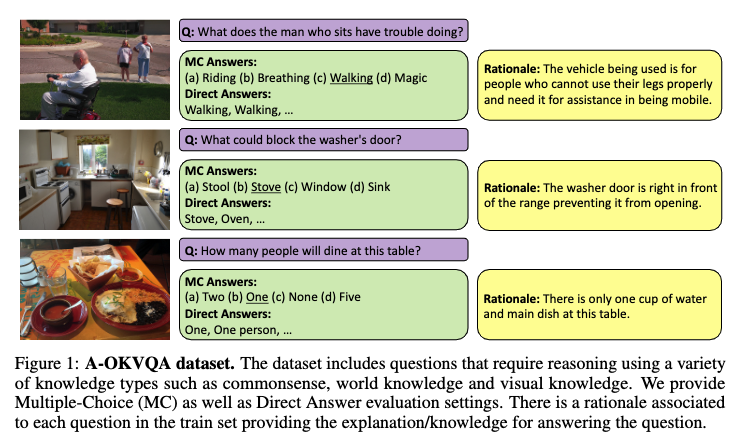 Q: What does the man who sits have trouble doing?
MC Answers:
(a) Riding (b) Breathing (c) Walking (d) Magic
Direct Answers:
Walking, Walking, ...
Rationale: The vehicle being used is for
people who cannot use their legs properly
and need it for assistance in being mobile.
Q: What could block the washer's door?
MC Answers:
(a) Stool (b) Stove (c) Window (d) Sink
Direct Answers:
Stove, Oven, ...
Rationale: The washer door is right in front
of the range preventing it from opening.
Q: How many people will dine at this table?
MC Answers:
(a) Two (b) One (c) None (d) Five
Direct Answers:
One, One person, ...
Rationale: There is only one cup of water
and main dish at this table.
Figure 1: A-OKVQA dataset. The dataset includes questions that require reasoning using a variety
of knowledge types such as commonsense, world knowledge and visual knowledge. We provide
Multiple-Choice (MC) as well as Direct Answer evaluation settings. There is a rationale associated
to each question in the train set providing the explanation/knowledge for answering the question.